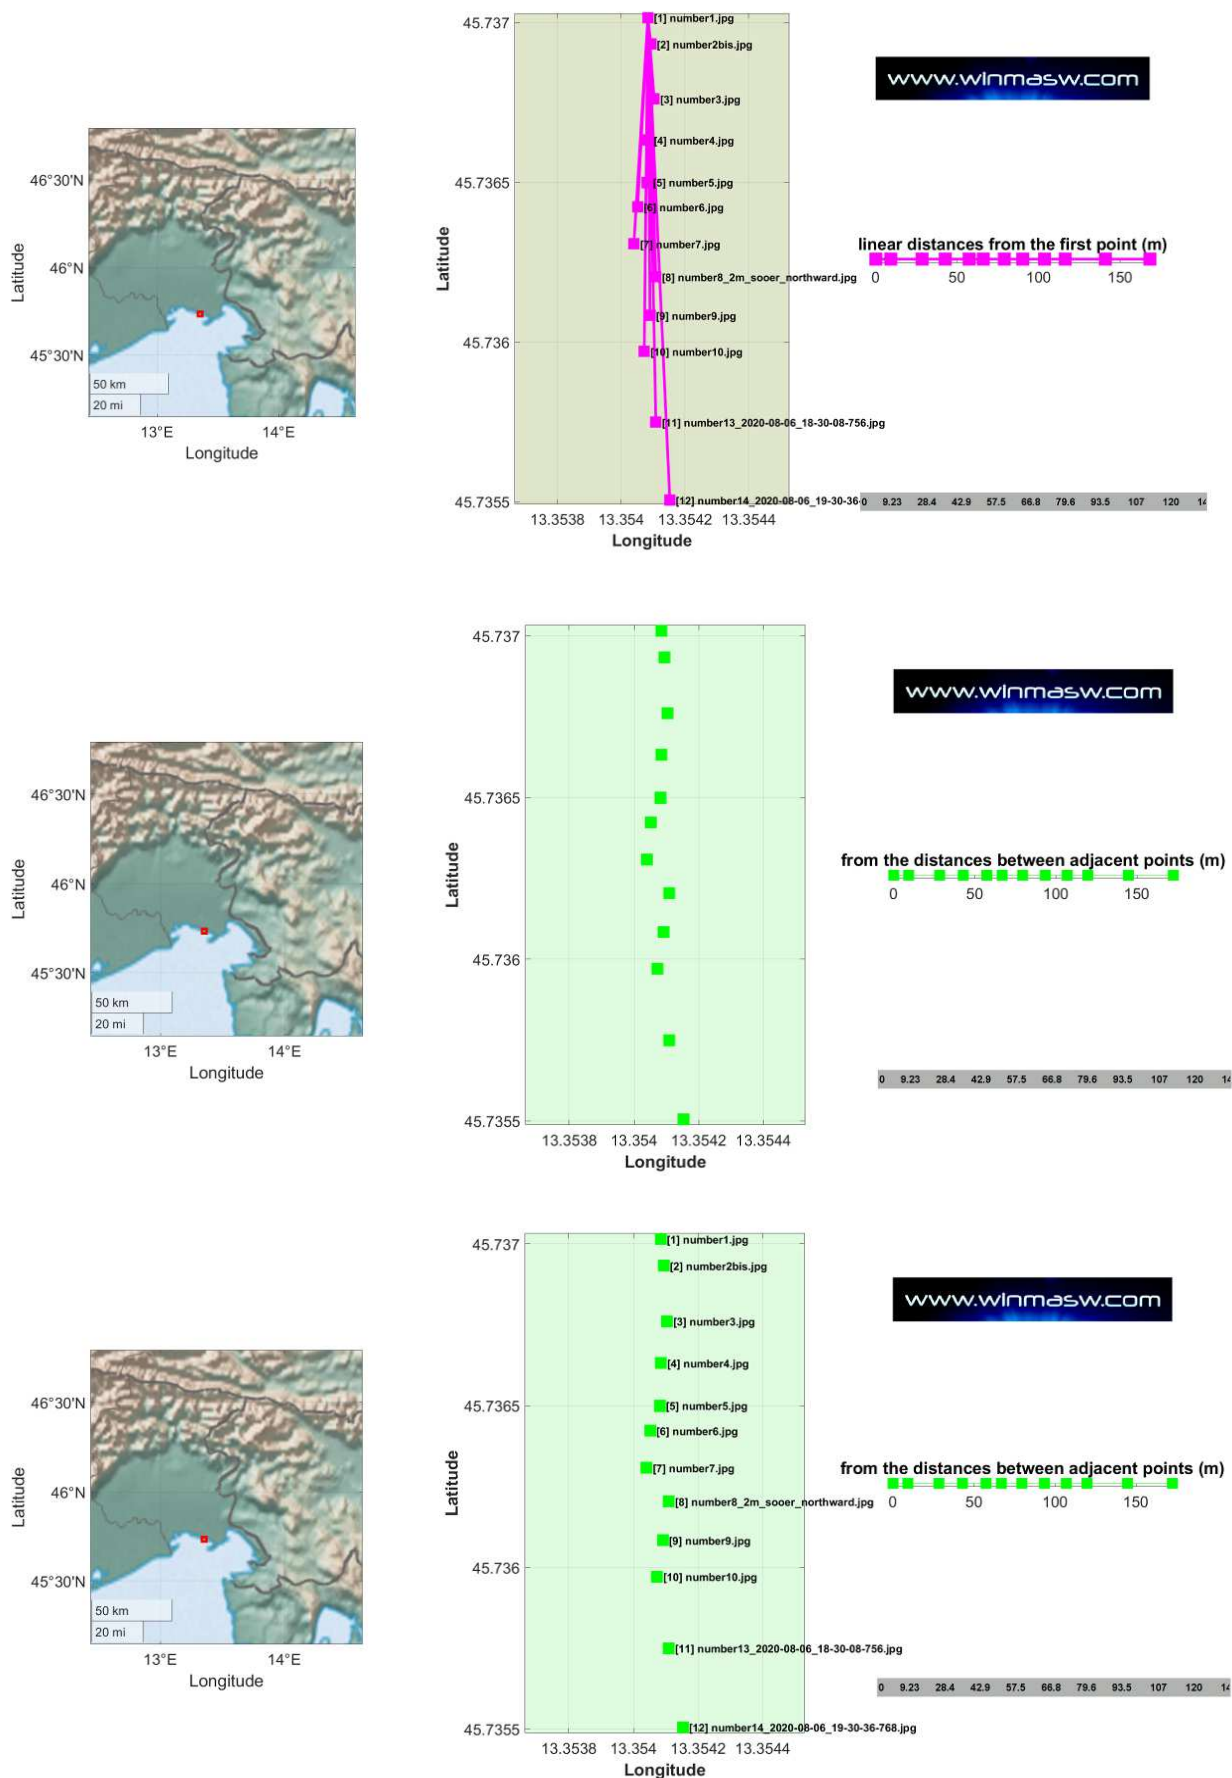 45.737
[1] number1.jpg
[2] number2bis.jpg
www.winmasw.com
[3] number3.jpg
[4] number4.jpg
46°30'N
45.7365
[5] number5.jpg
[6] number6.jpg
Latitude
46°N
Latitude
[7] number7.jpg
linear distances from the first point (m)
[8] number8_2m_sooer_northward.jpg
0 50 100 150
[9] number9.jpg
45°30'N
45.736
[10] number10.jpg
50 km
20 mi
13°E 14°E
Longitude
[11] number13_2020-08-06_18-30-08-756.jpg
45.7355
[12] number14_2020-08-06_19-30-36-
0 9.23 28.4 42.9 57.5 66.8 79.6 93.5 107 120
13.3538 13.354 13.3542 13.3544
Longitude
45.737
www.winmasw.com
46°30'N
45.7365
Latitude
46°N
Latitude
from the distances between adjacent points (m)
0 50 100 150
45°30'N
45.736
50 km
20 mi
13°E 14°E
Longitude
0 9.23 28.4 42.9 57.5 66.8 79.6 93.5 107 120
45.7355
13.3538 13.354 13.3542 13.3544
Longitude
45.737
[1] number1.jpg
[2] number2bis.jpg
www.winmasw.com
[3] number3.jpg
[4] number4.jpg
46°30'N
45.7365
[5] number5.jpg
[6] number6.jpg
Latitude
46°N
Latitude
[7] number7.jpg
from the distances between adjacent points (m)
[8] number8_2m_sooer_northward.jpg
0 50 100 150
[9] number9.jpg
45°30'N
45.736
[10] number10.jpg
50 km
20 mi
13°E 14°E
Longitude
[11] number13_2020-08-06_18-30-08-756.jpg
0 9.23 28.4 42.9 57.5 66.8 79.6 93.5 107 120
45.7355
[12] number14_2020-08-06_19-30-36-768.jpg
13.3538 13.354 13.3542 13.3544
Longitude